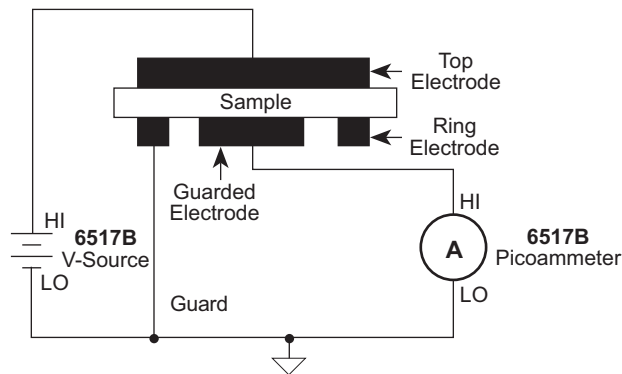 Top
Electrode
Sample
Ring
Electrode
Guarded
Electrode
HI
6517B
V-Source
LO
Guard
HI
A
6517B
Picoammeter
LO